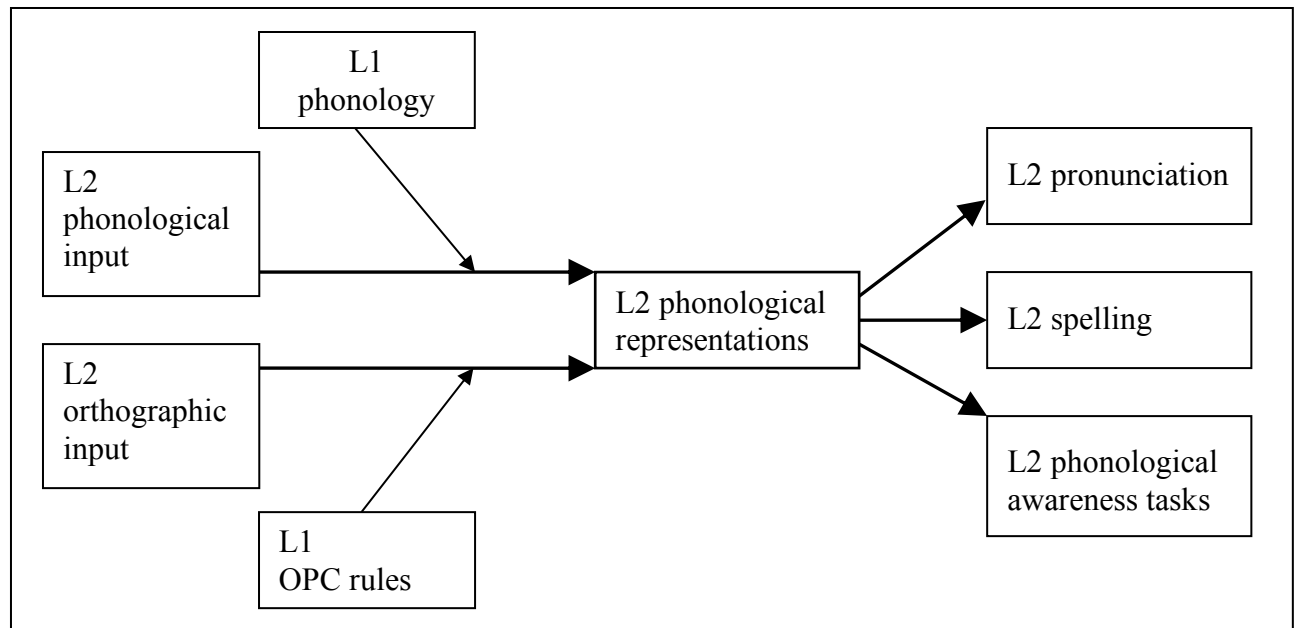 L1
phonology
L2
phonological
input
L2
orthographic
input
L1
OPC rules
L2 phonological
representations
L2 pronunciation
L2 spelling
L2 phonological
awareness tasks